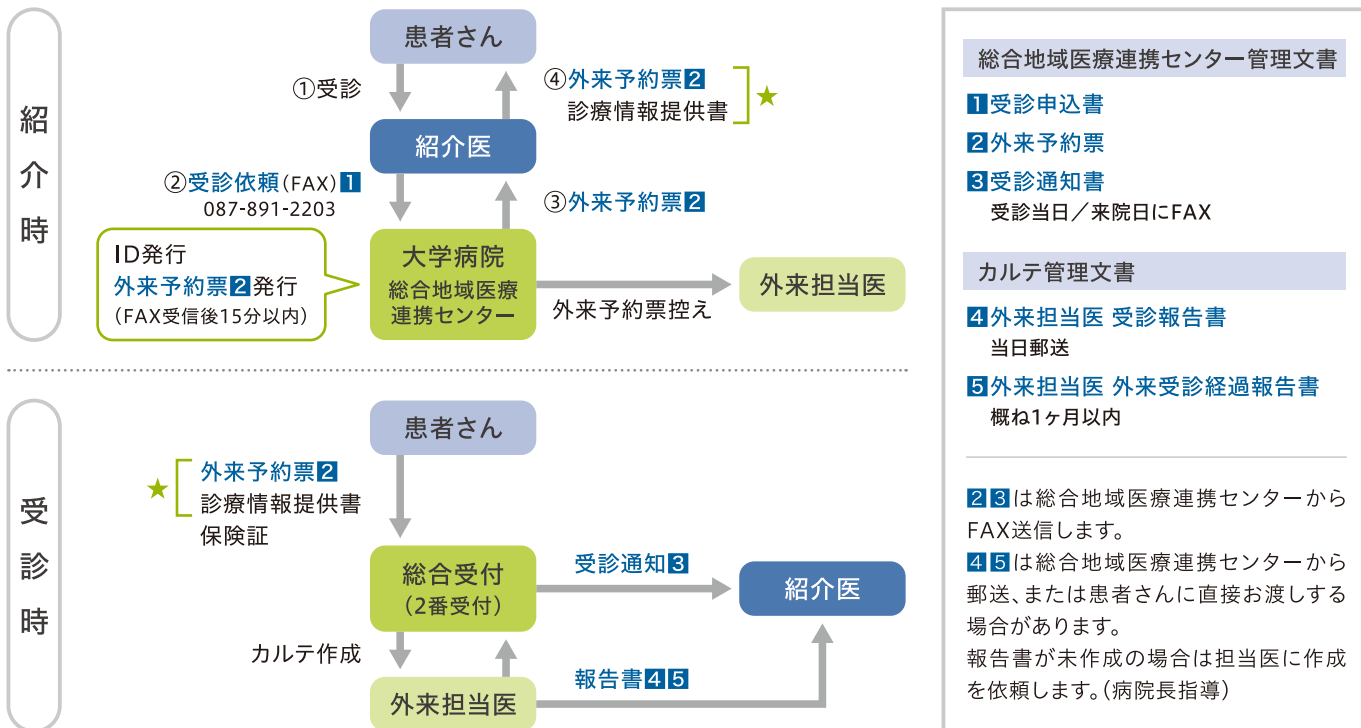 紹介時
患者さん
①受診
④外来予約票2
診療情報提供書
★
紹介医
②受診依頼(FAX)1
087-891-2203
③外来予約票2
ID発行
外来予約票2発行
(FAX受信後15分以内)
大学病院
総合地域医療
連携センター
外来予約票控え
外来担当医
受診時
患者さん
★
外来予約票2
診療情報提供書
保険証
総合受付
(2番受付)
受診通知3
紹介医
カルテ作成
外来担当医
報告書45
総合地域医療連携センター管理文書
1受診申込書
2外来予約票
3受診通知書
受診当日/来院日にFAX
カルテ管理文書
4外来担当医 受診報告書
当日郵送
5外来担当医 外来受診経過報告書
概ね1ヶ月以内
23は総合地域医療連携センターから
FAX送信します。
45は総合地域医療連携センターから
郵送、または患者さんに直接お渡しする
場合があります。
報告書が未作成の場合は担当医に作成
を依頼します。(病院長指導)